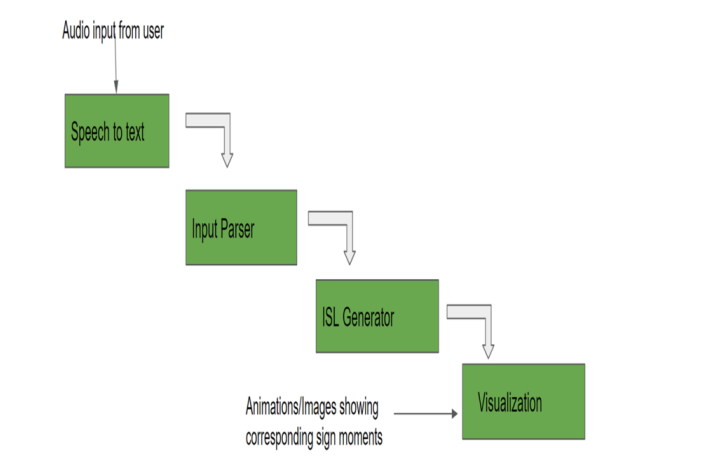 Audio input from user
Speech to text
Input Parser
ISL Generator
Visualization
Animations/Images showing
corresponding sign moments